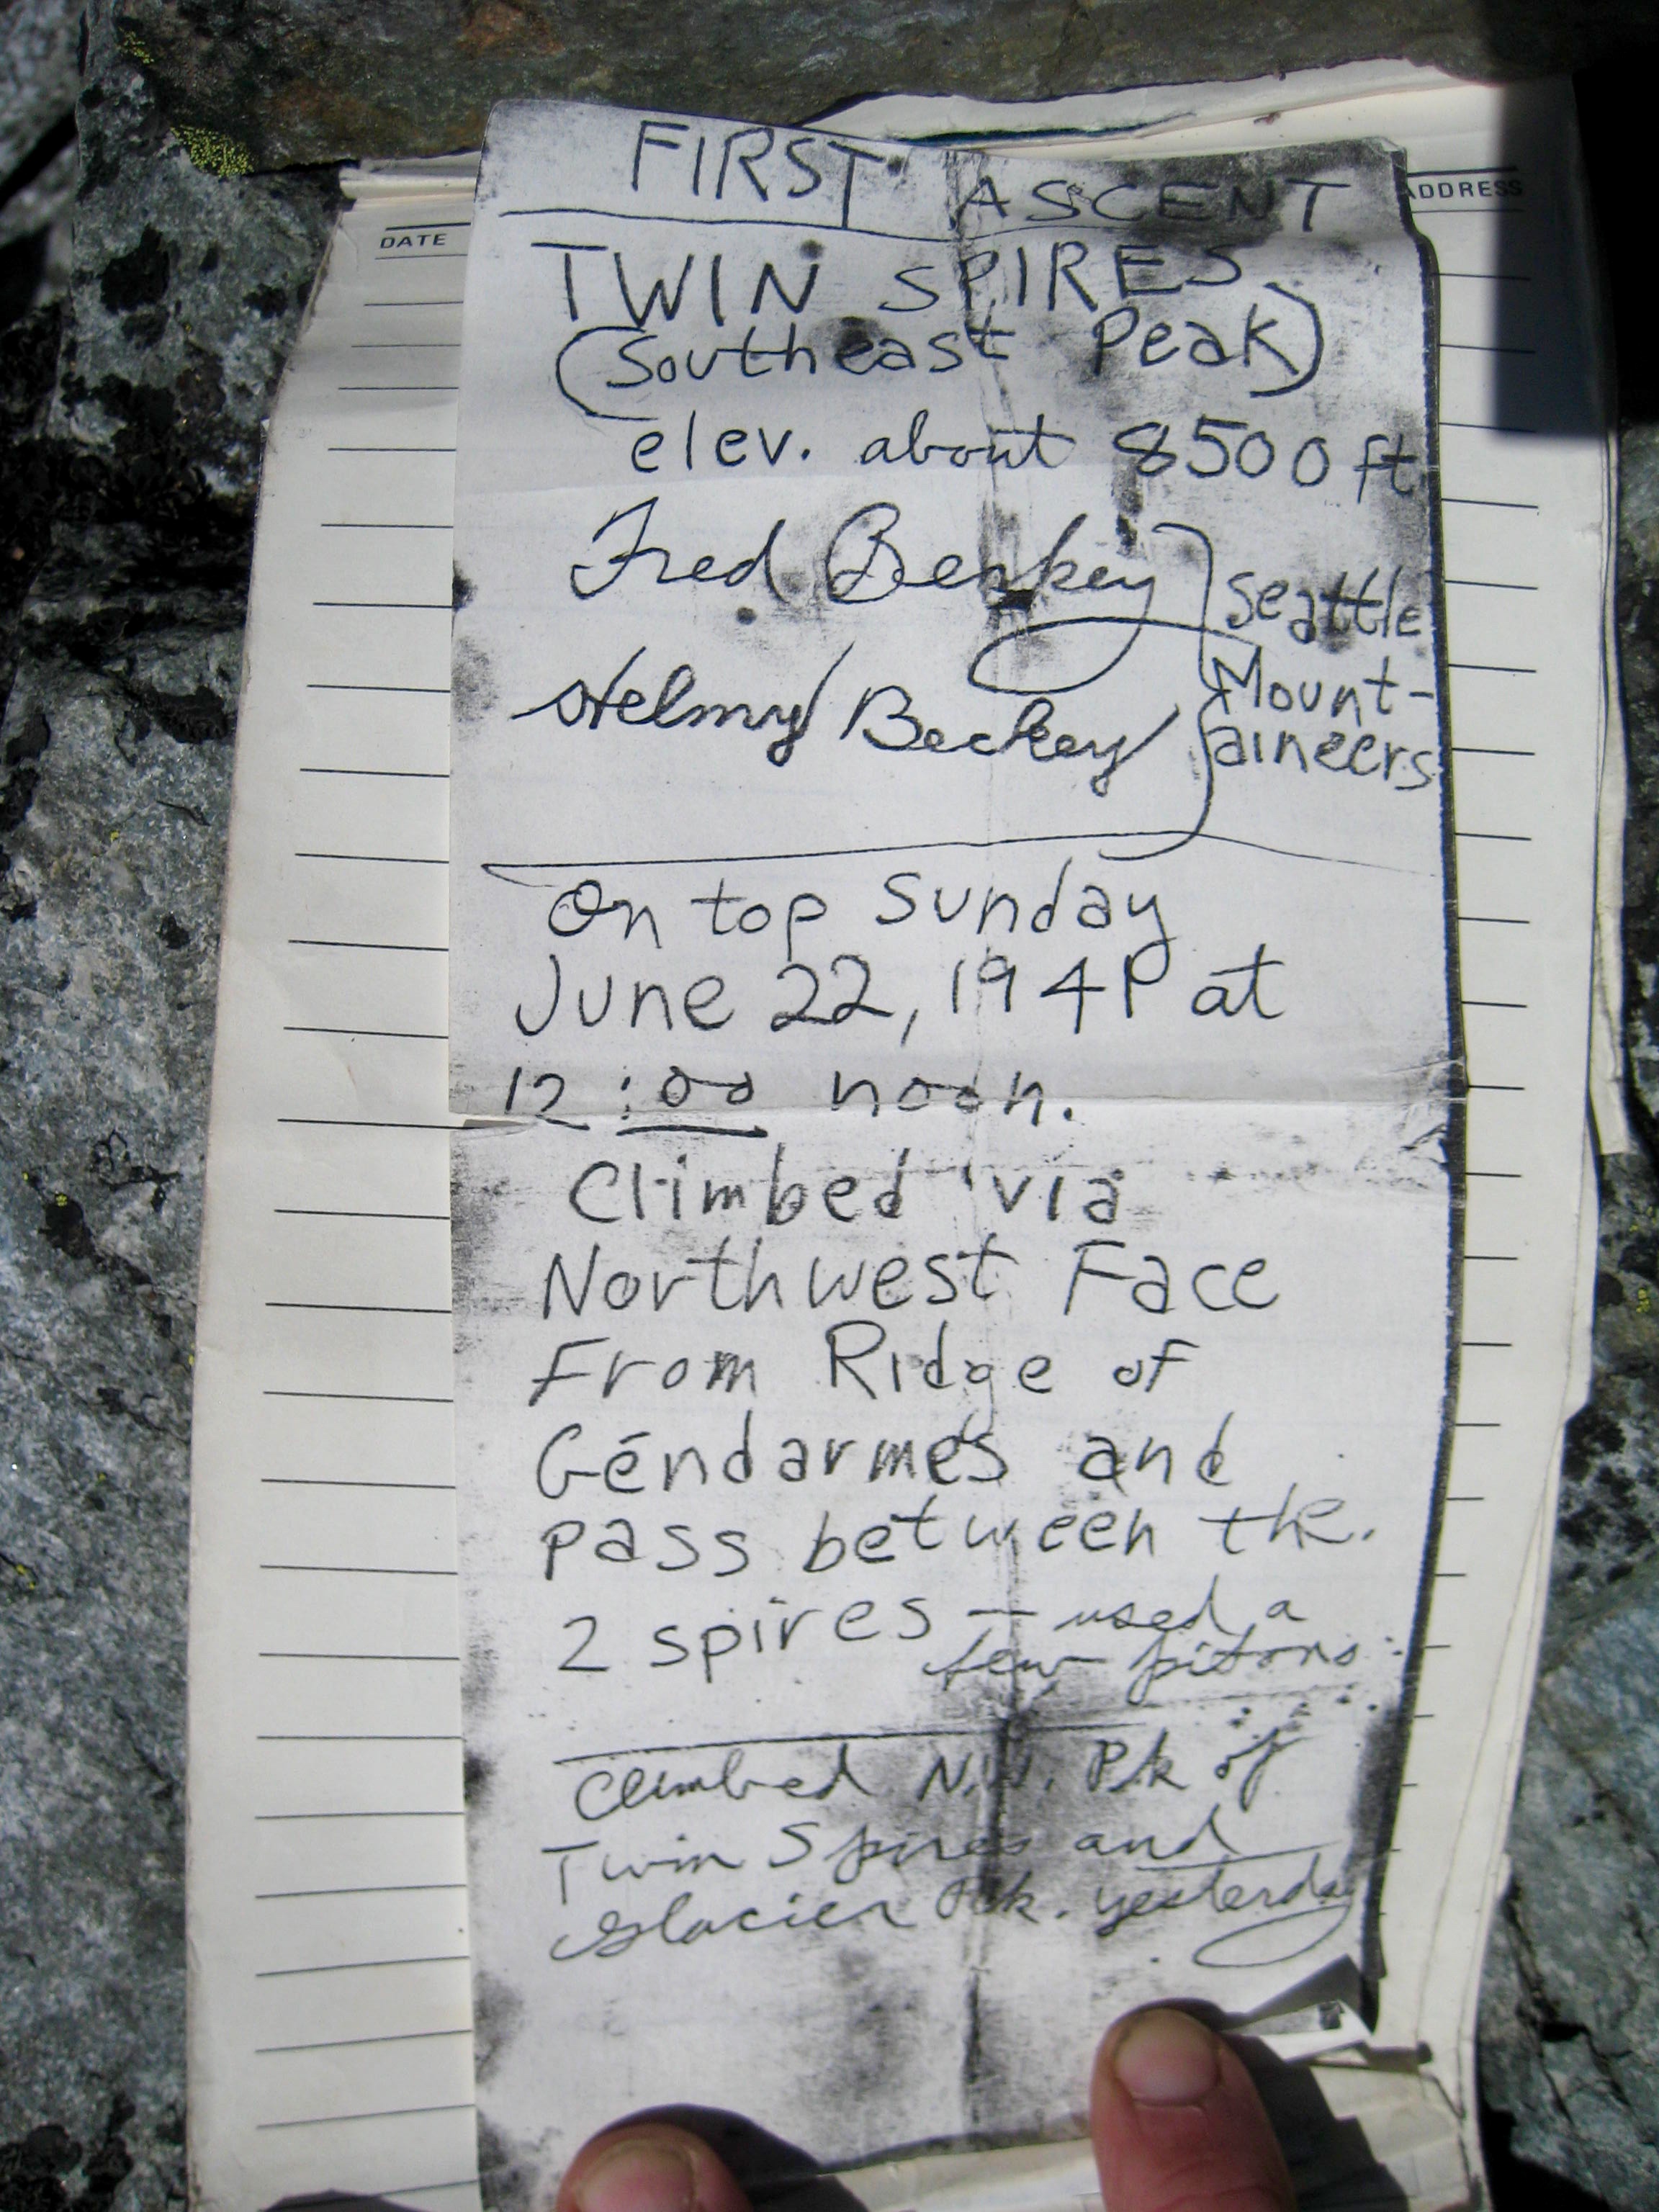 DATE
ADDRESS
FIRST ASCENT
TWIN SPIRES
(Southeast Peak)
elev. about 8500 ft
Fred Beckey
Helmy Beckey
Seattle
Mount-
aineers
On top Sunday
June 22, 1941 at
12:00 noon.
Climbed via
Northwest Face
From Ridge of
Gendarmes and
pass between the
2 spires — used a
few pitons
Climbed N.W. Pk of
Twin Spires and
Glacier Pk. yesterday